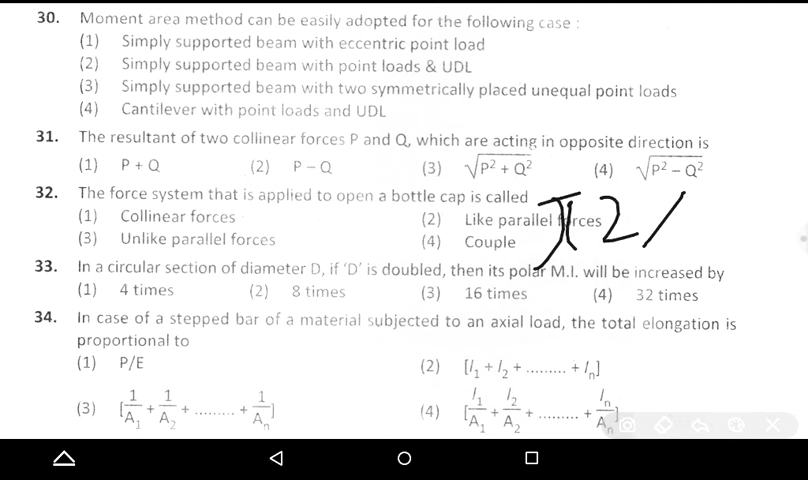 30. Moment area method can be easily adopted for the following case :
(1) Simply supported beam with eccentric point load
(2) Simply supported beam with point loads & UDL
(3) Simply supported beam with two symmetrically placed unequal point loads
(4) Cantilever with point loads and UDL
31. The resultant of two collinear forces P and Q, which are acting in opposite direction is
(1) P + Q (2) P – Q (3) √P² + Q² (4) √P² – Q²
32. The force system that is applied to open a bottle cap is called
(1) Collinear forces (2) Like parallel forces
(3) Unlike parallel forces (4) Couple
π 2 /
33. In a circular section of diameter D, if ‘D’ is doubled, then its polar M.I. will be increased by
(1) 4 times (2) 8 times (3) 16 times (4) 32 times
34. In case of a stepped bar of a material subjected to an axial load, the total elongation is
proportional to
(1) P/E (2) [l₁ + l₂ + ......... + lₙ]
(3) [1/A₁ + 1/A₂ + ......... + 1/Aₙ] (4) [l₁/A₁ + l₂/A₂ + ......... + lₙ/Aₙ]